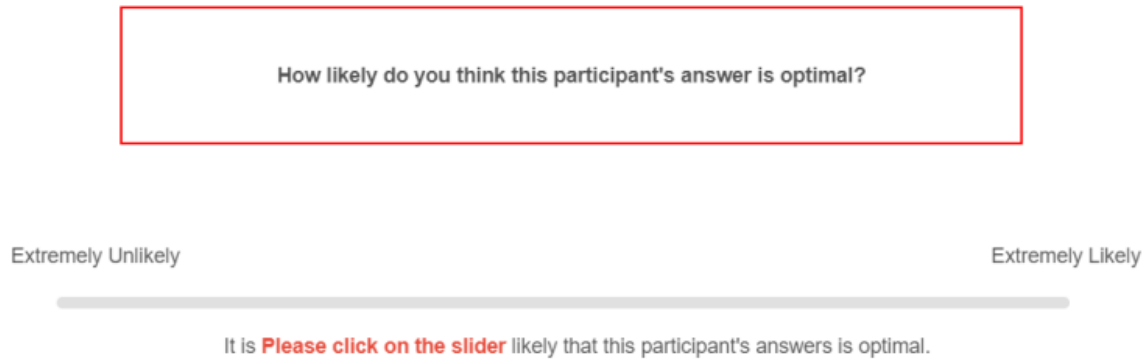 How likely do you think this participant's answer is optimal?
Extremely Unlikely
Extremely Likely
It is Please click on the slider likely that this participant's answers is optimal.